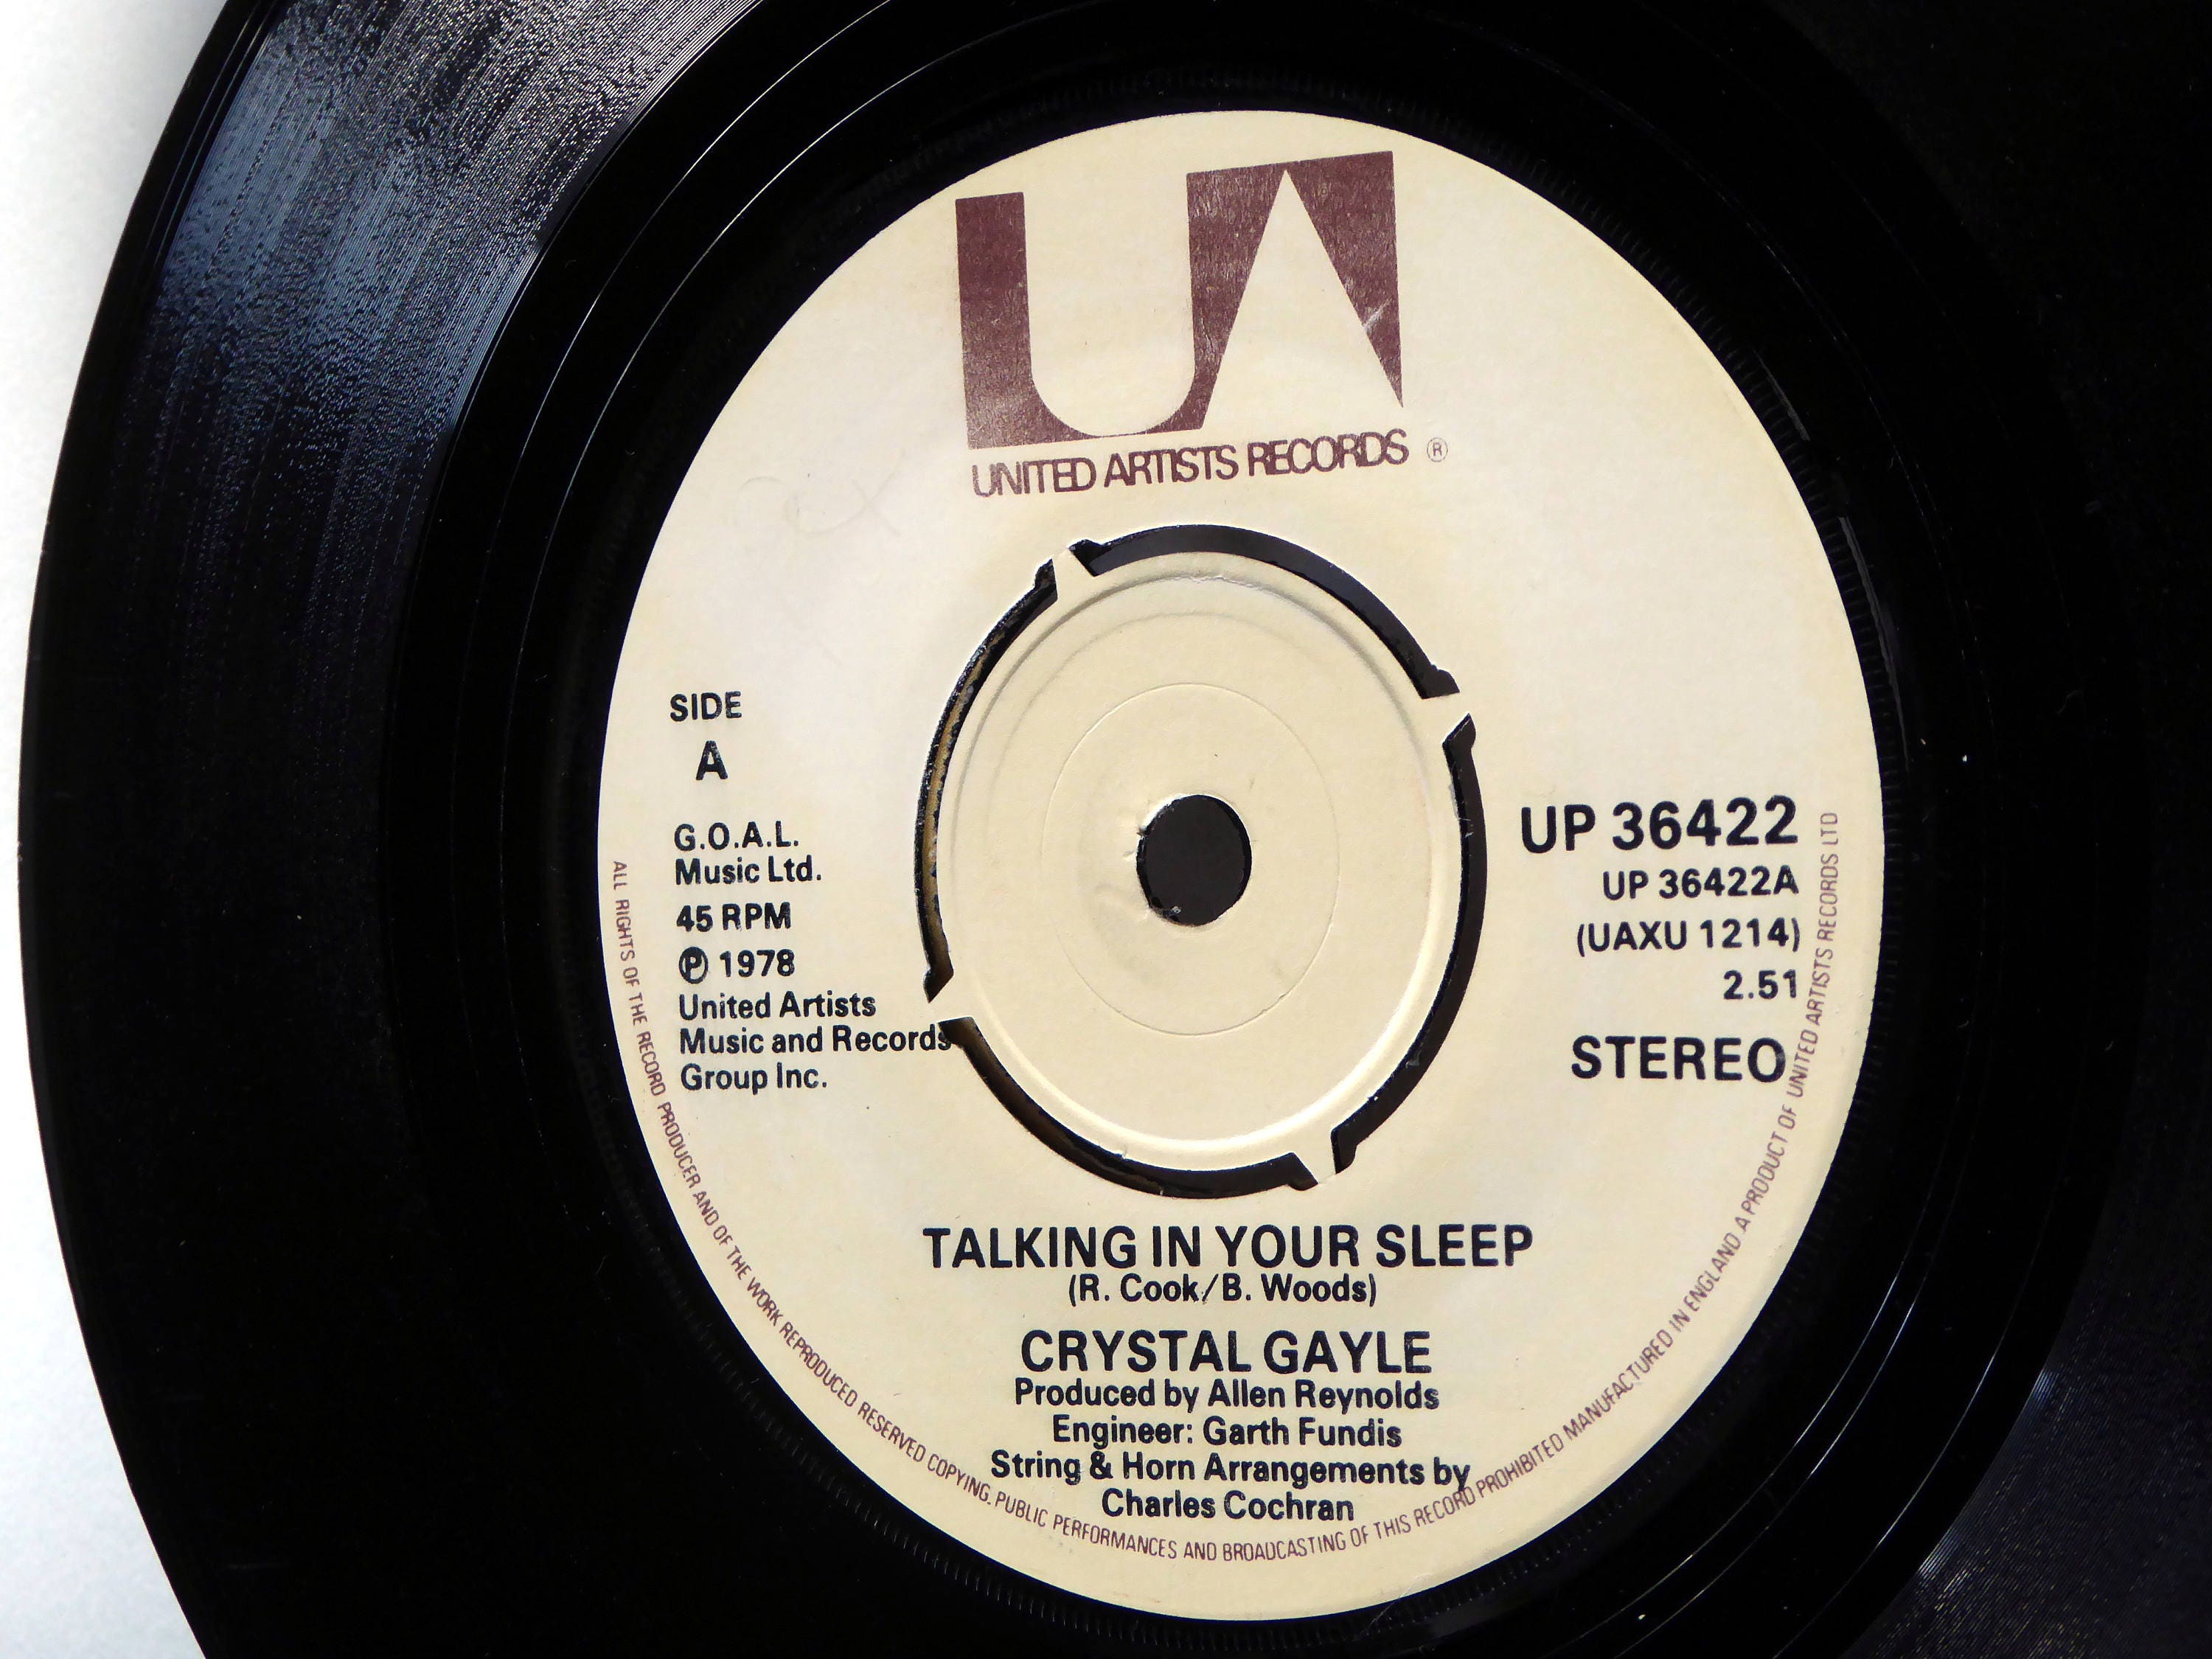 UA
UNITED ARTISTS RECORDS ®
SIDE
A
G.O.A.L.
Music Ltd.
45 RPM
℗ 1978
United Artists
Music and Records
Group Inc.
UP 36422
UP 36422A
(UAXU 1214)
2.51
STEREO
TALKING IN YOUR SLEEP
(R. Cook/B. Woods)
CRYSTAL GAYLE
Produced by Allen Reynolds
Engineer: Garth Fundis
String & Horn Arrangements by
Charles Cochran
ALL RIGHTS OF THE RECORD PRODUCER AND OF THE WORK REPRODUCED RESERVED COPYING, PUBLIC PERFORMANCES AND BROADCASTING OF THIS RECORD PROHIBITED MANUFACTURED IN ENGLAND A PRODUCT OF UNITED ARTISTS RECORDS LTD